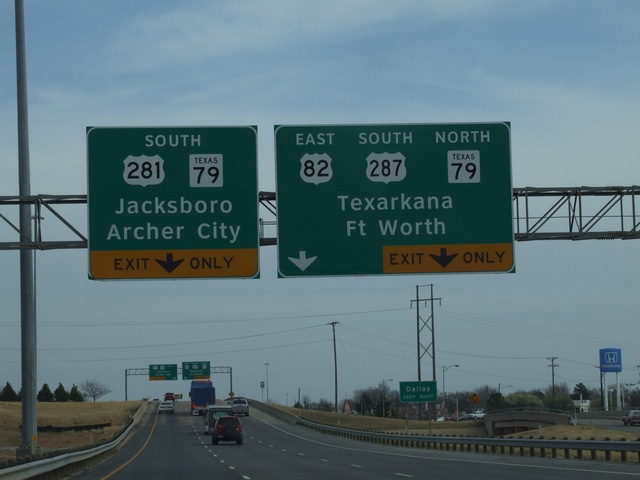 SOUTH
281 TEXAS 79
Jacksboro
Archer City
EXIT ONLY
EAST SOUTH NORTH
82 287 TEXAS 79
Texarkana
Ft Worth
EXIT ONLY
Dallas
KEEP RIGHT